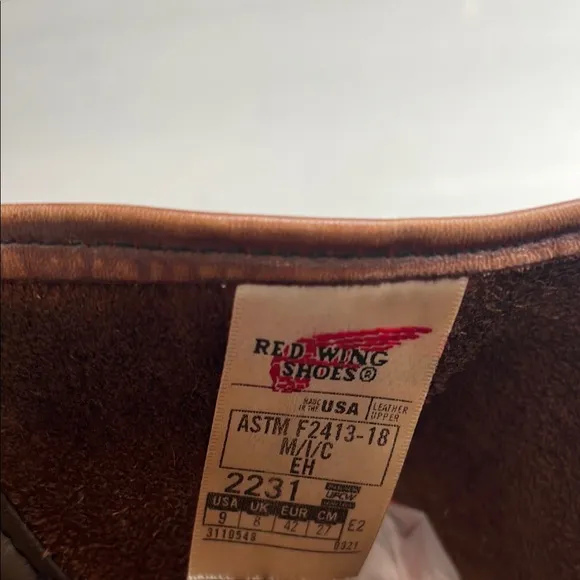 RED WING
SHOES®
MADE IN THE USA LEATHER UPPER
ASTM F2413-18
M/I/C
EH
2231
UFCW
USA UK EUR CM
9 8 42 27 E2
3110548 0921